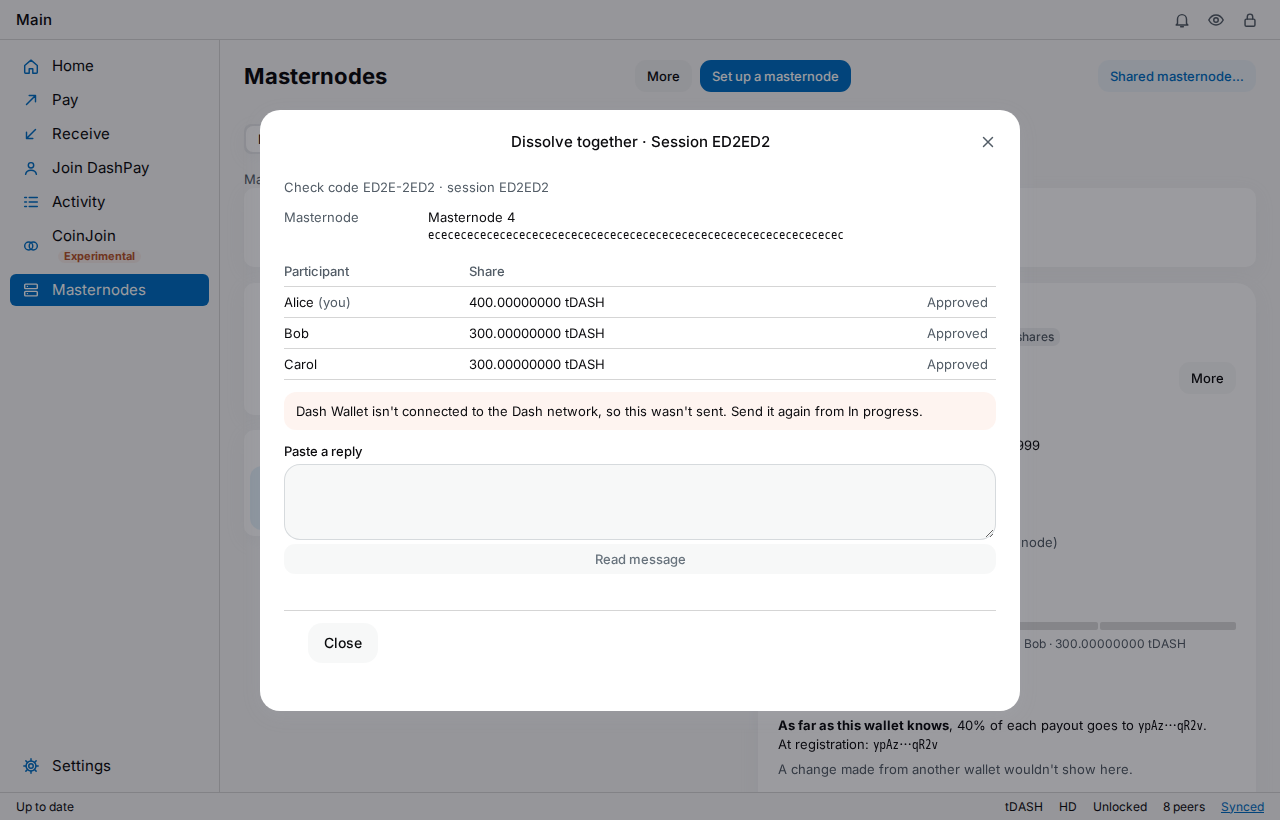 Main
Home
Pay
Receive
Join DashPay
Activity
CoinJoin
Experimental
Masternodes
Settings
Masternodes
More
Set up a masternode
Shared masternode...
Dissolve together · Session ED2ED2
Check code ED2E-2ED2 · session ED2ED2
Masternode
Masternode 4
ecececececececececececececececececececececececececececececececec
Participant Share
Alice (you) 400.00000000 tDASH Approved
Bob 300.00000000 tDASH Approved
Carol 300.00000000 tDASH Approved
Dash Wallet isn't connected to the Dash network, so this wasn't sent. Send it again from In progress.
Paste a reply
Read message
Close
shares
More
999
node)
Bob · 300.00000000 tDASH
As far as this wallet knows, 40% of each payout goes to ypAz⋯qR2v.
At registration: ypAz⋯qR2v
A change made from another wallet wouldn't show here.
Up to date
tDASH HD Unlocked 8 peers Synced